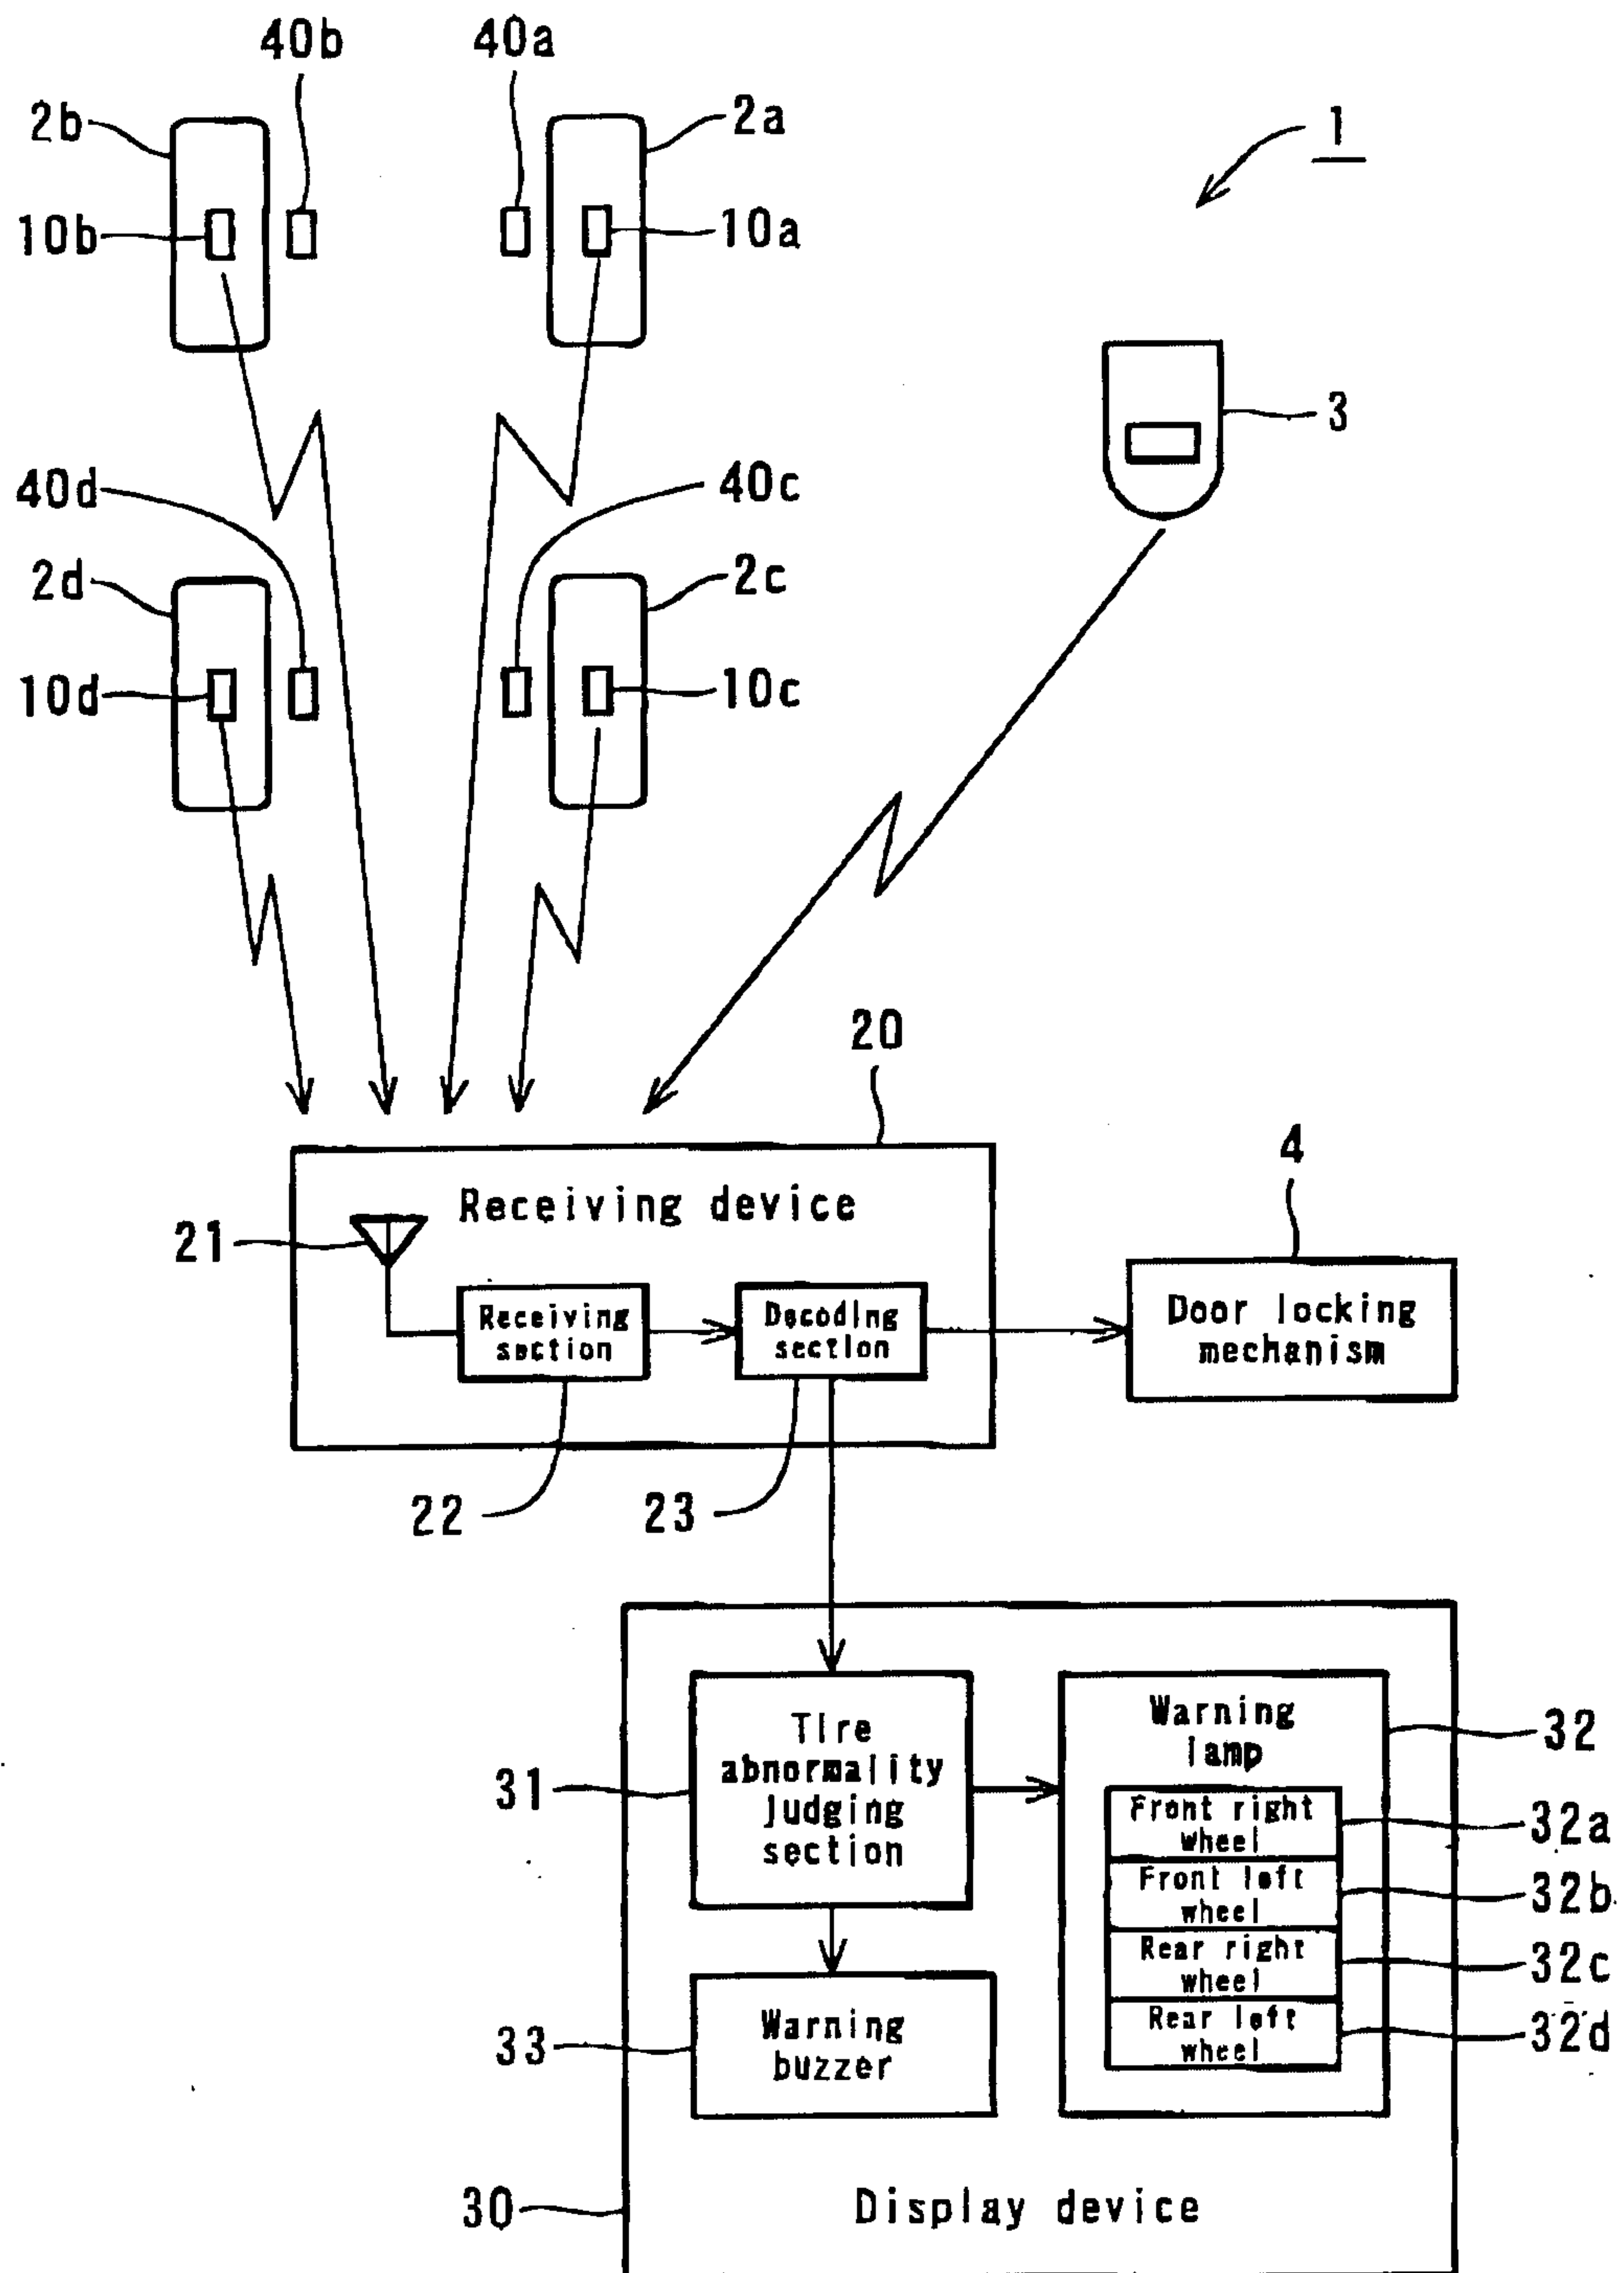 40b 40a
2b 2a 1
10b 10a
3
40d 40c
2d 2c
10d 10c
20
4
Receiving device
21
Receiving
section
Decoding
section
Door locking
mechanism
22 23
Tire
abnormality
judging
section
31
Warning
lamp
32
Front right
wheel
32a
Front left
wheel
32b
Rear right
wheel
32c
Rear left
wheel
32d
Warning
buzzer
33
30
Display device